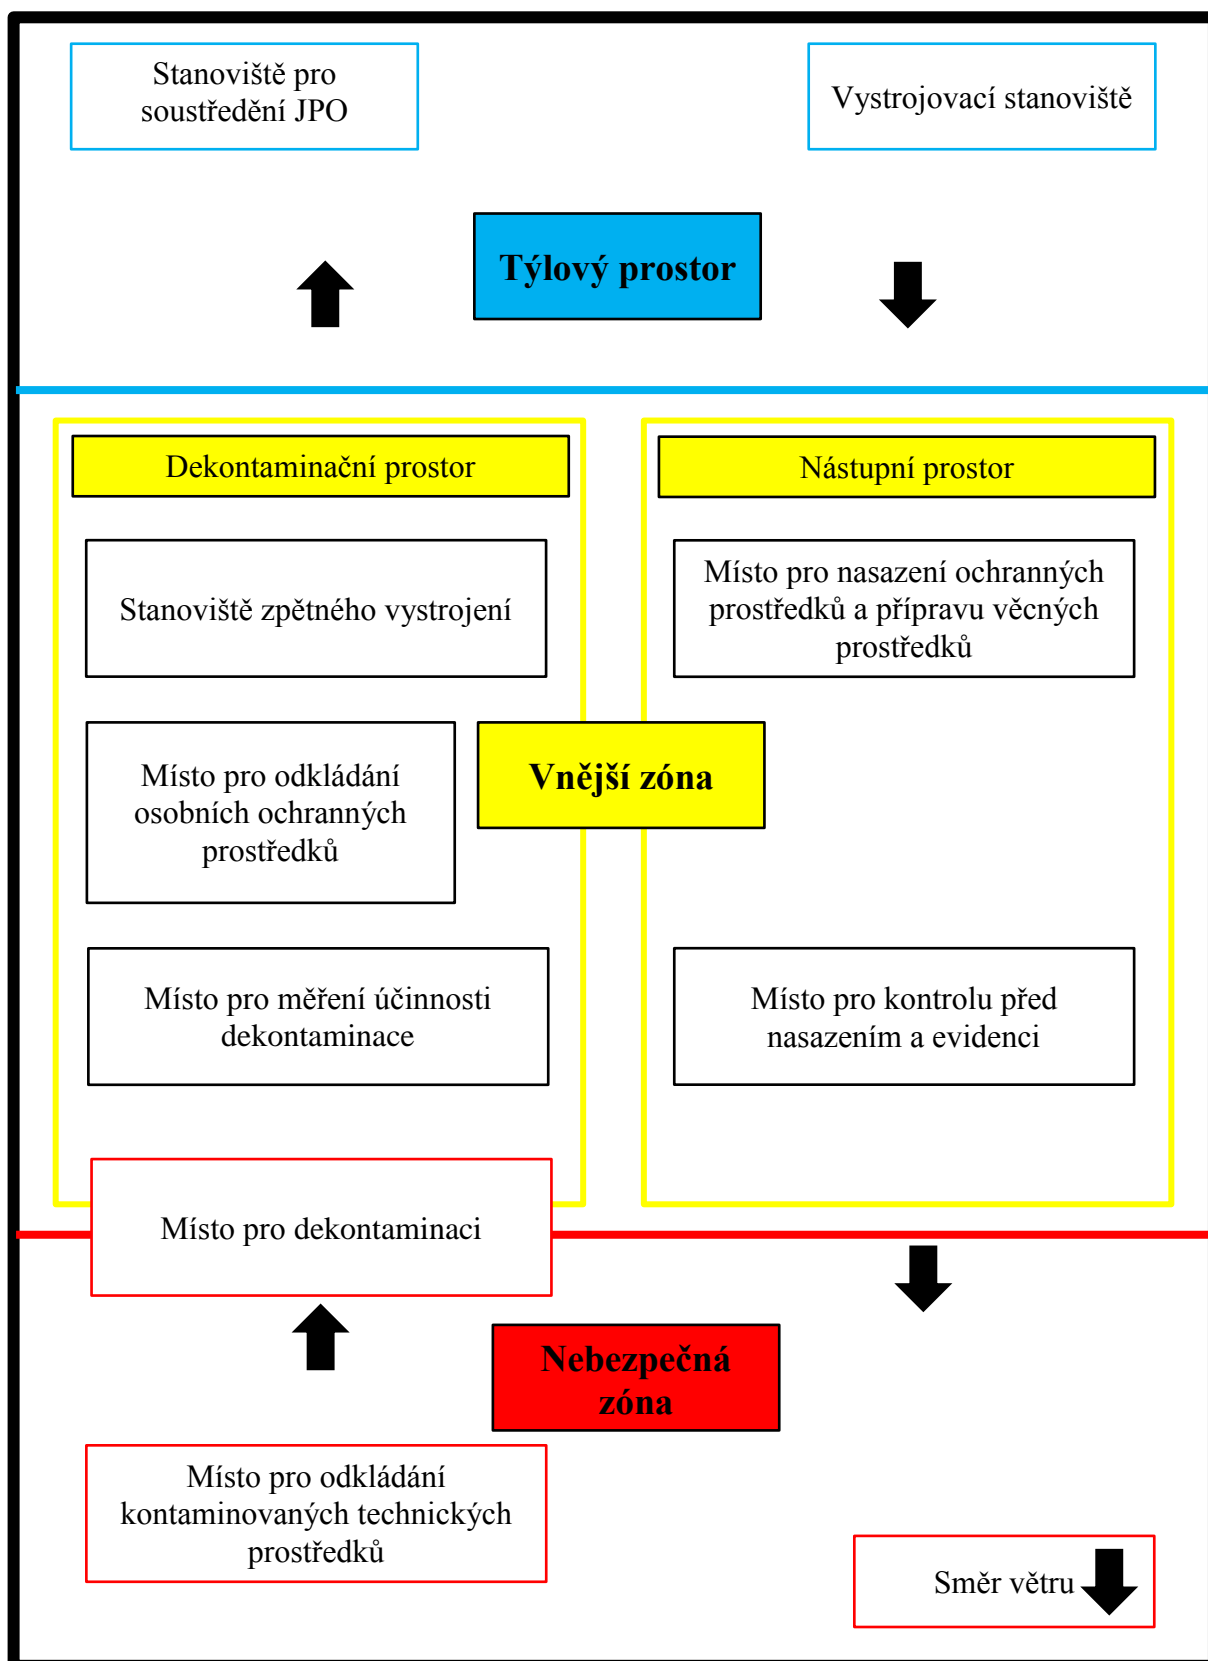 Stanoviště pro
soustředění JPO
Vystrojovací stanoviště
Týlový prostor
Dekontaminační prostor
Nástupní prostor
Stanoviště zpětného vystrojení
Místo pro nasazení ochranných
prostředků a přípravu věcných
prostředků
Místo pro odkládání
osobních ochranných
prostředků
Vnější zóna
Místo pro měření účinnosti
dekontaminace
Místo pro kontrolu před
nasazením a evidenci
Místo pro dekontaminaci
Nebezpečná
zóna
Místo pro odkládání
kontaminovaných technických
prostředků
Směr větru